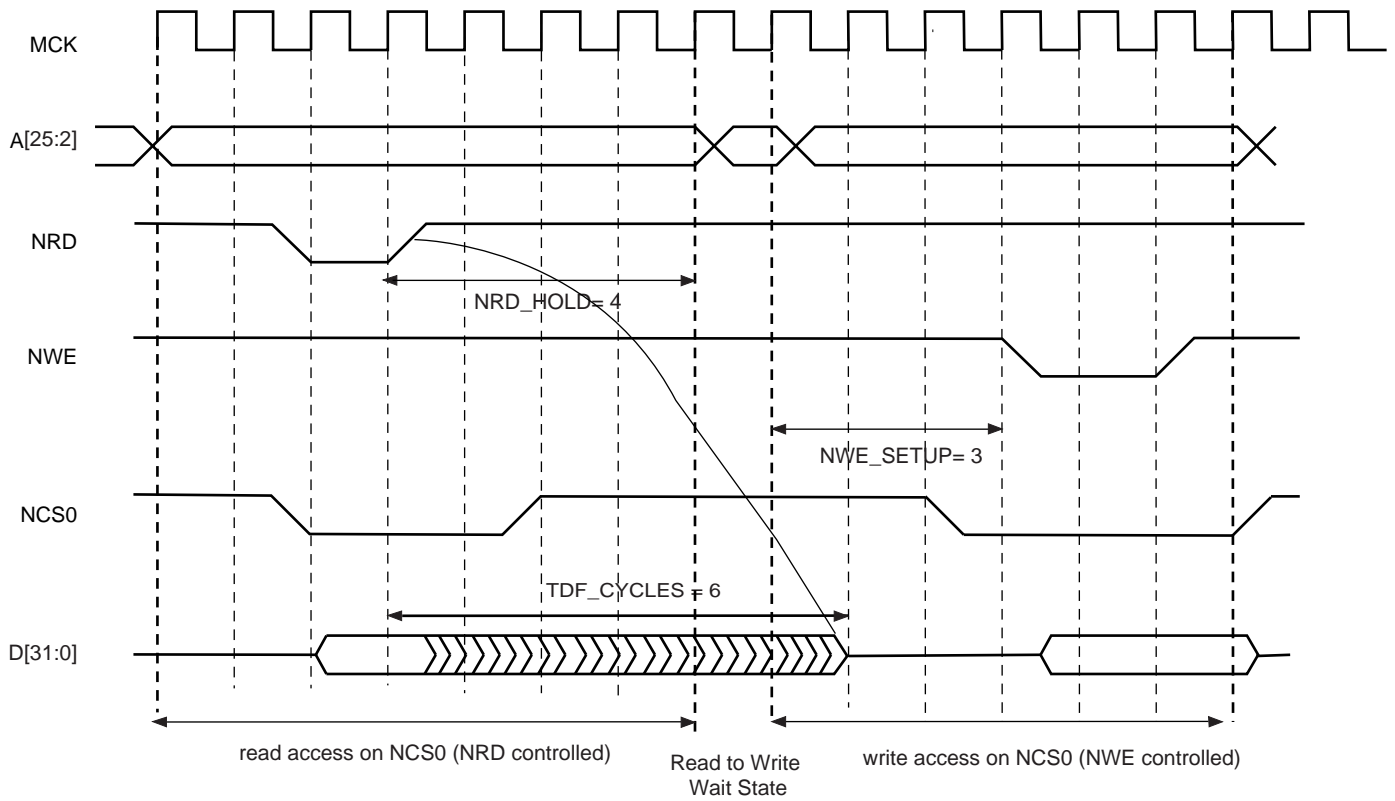 MCK
A[25:2]
NRD
NRD_HOLD= 4
NWE
NWE_SETUP= 3
NCS0
TDF_CYCLES = 6
D[31:0]
read access on NCS0 (NRD controlled)
Read to Write
Wait State
write access on NCS0 (NWE controlled)